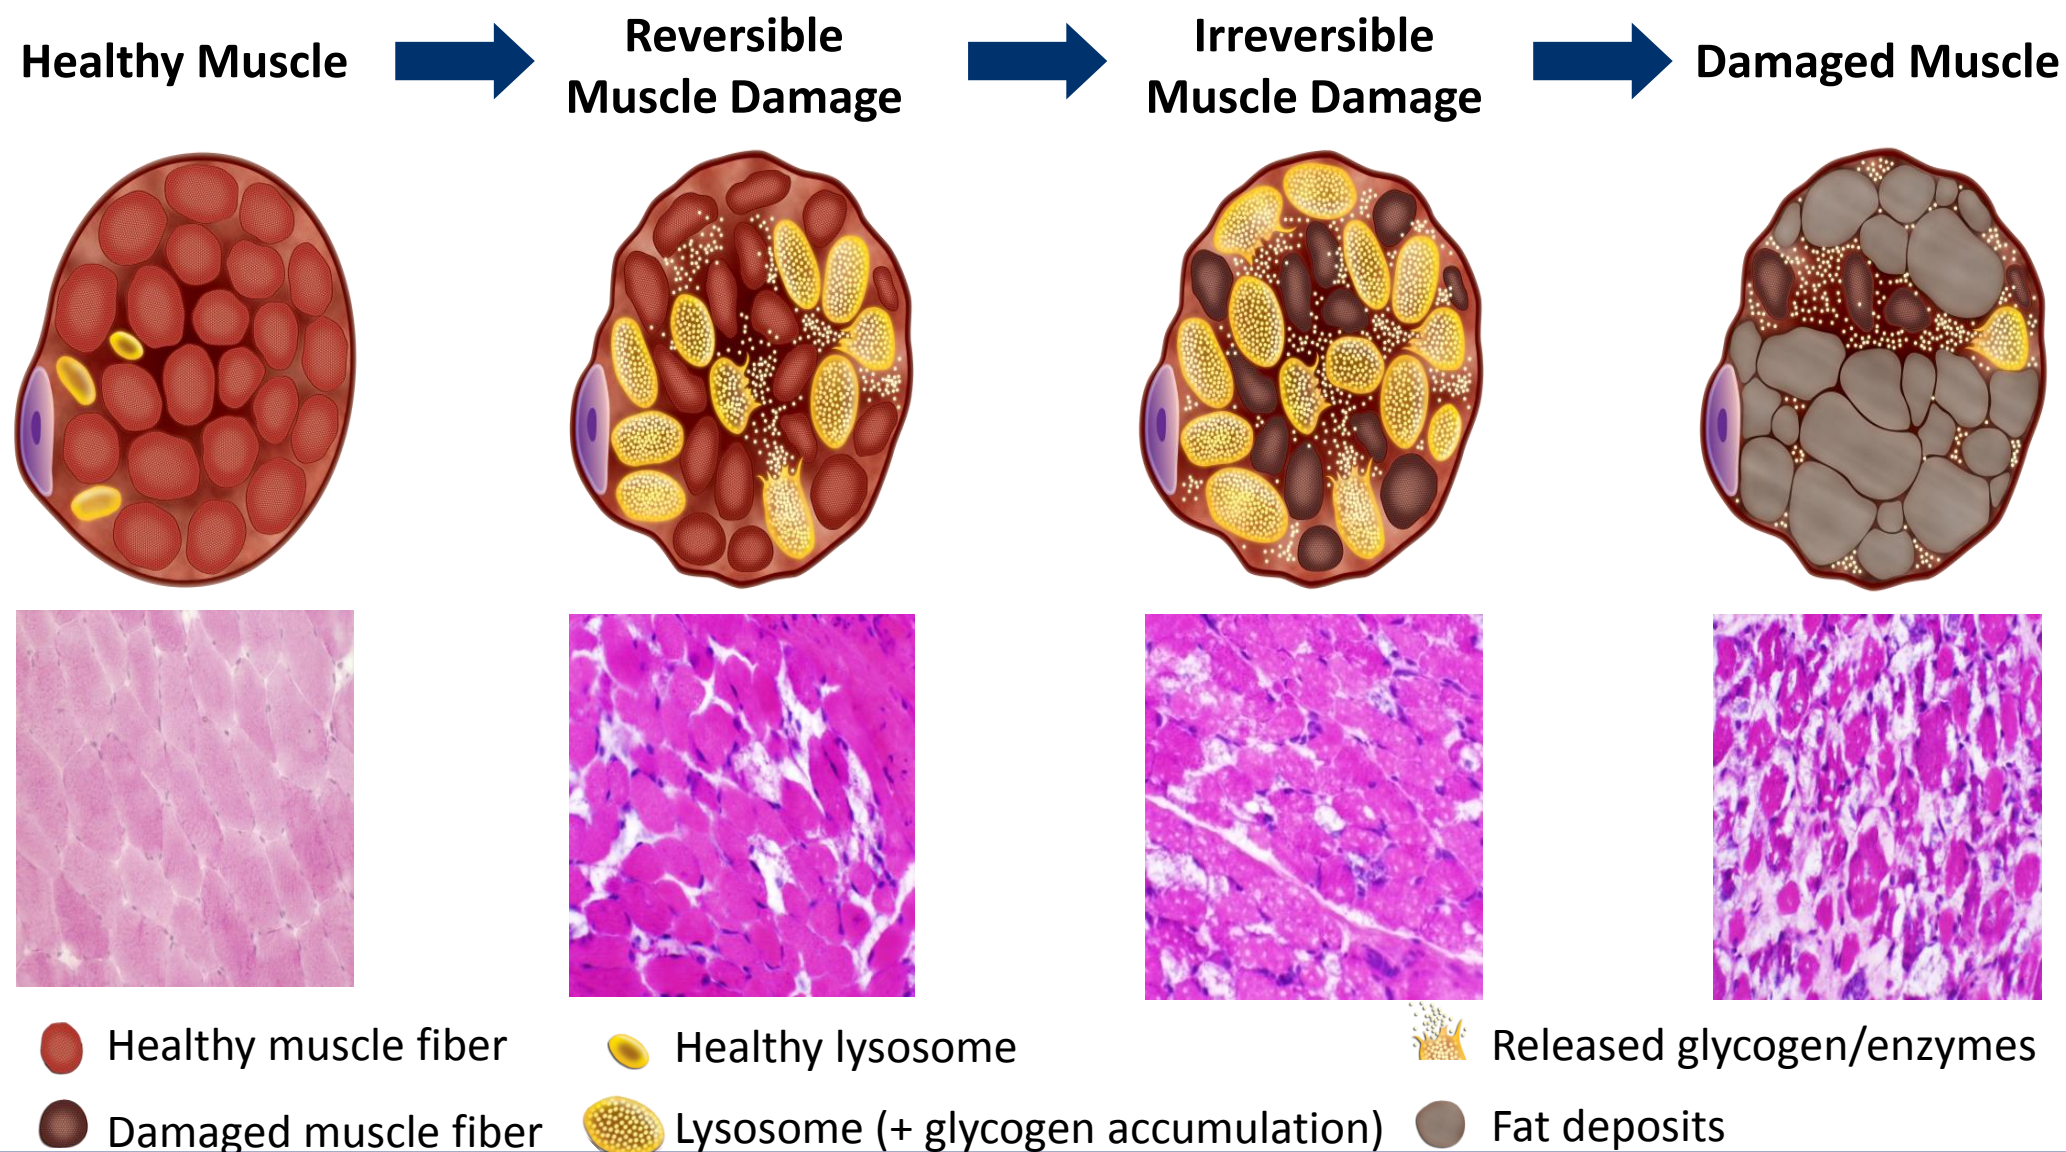 Healthy Muscle
Reversible
Muscle Damage
Irreversible
Muscle Damage
Damaged Muscle
Healthy muscle fiber
Healthy lysosome
Released glycogen/enzymes
Damaged muscle fiber
Lysosome (+ glycogen accumulation)
Fat deposits